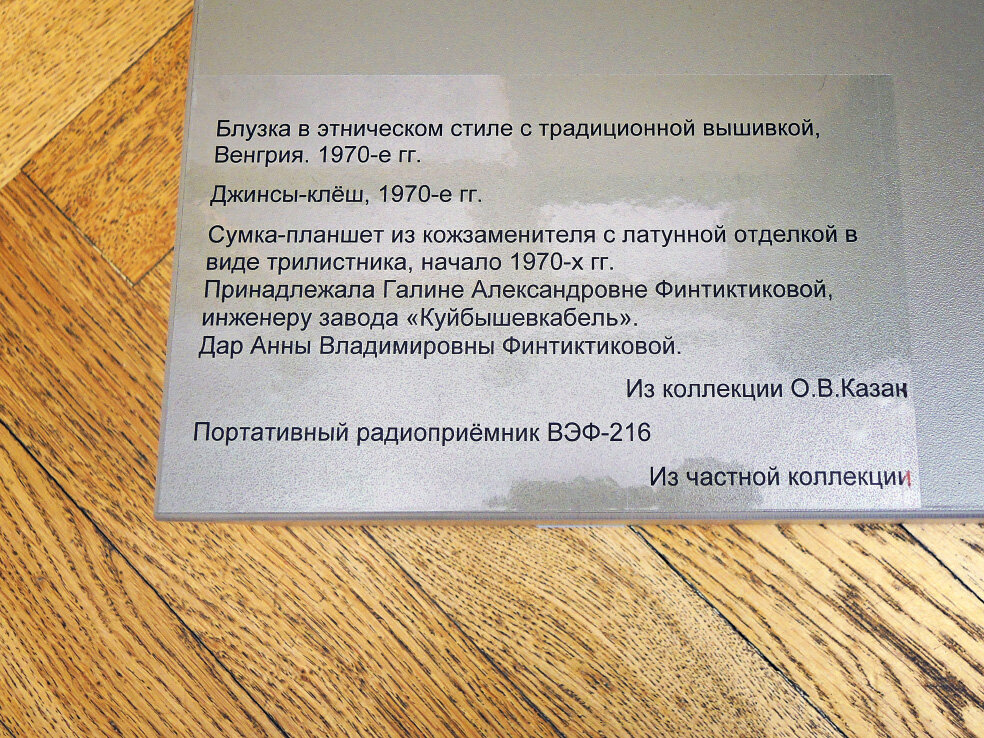 Блузка в этническом стиле с традиционной вышивкой,
Венгрия. 1970-е гг.
Джинсы-клёш, 1970-е гг.
Сумка-планшет из кожзаменителя с латунной отделкой в
виде трилистника, начало 1970-х гг.
Принадлежала Галине Александровне Финтиктиковой,
инженеру завода «Куйбышевкабель».
Дар Анны Владимировны Финтиктиковой.
Из коллекции О.В.Казак
Портативный радиоприёмник ВЭФ-216
Из частной коллекции